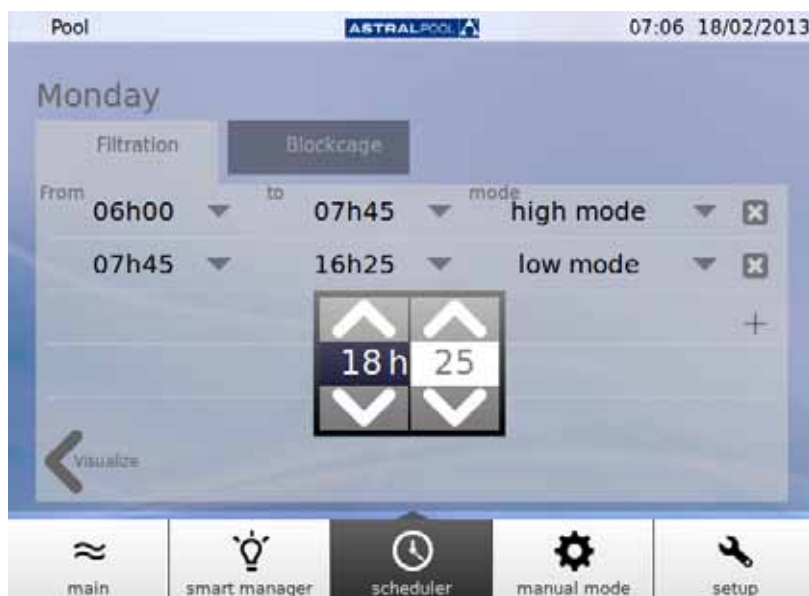 Pool ASTRALPOOL 07:06 18/02/2013
Monday
Filtration Blockcage
From 06h00 to 07h45 mode high mode
07h45 16h25 low mode
+
18 h 25
Visualize
main smart manager scheduler manual mode setup